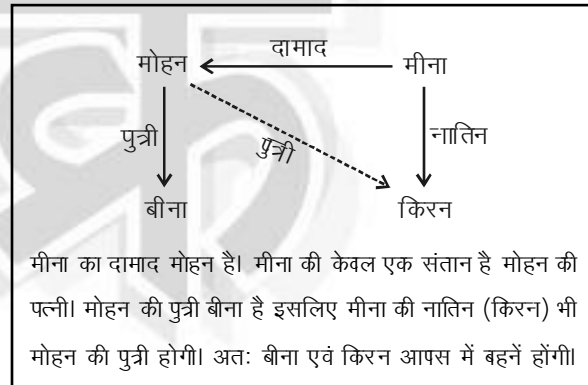 दामाद
मोहन मीना
पुत्री पुत्री नातिन
बीना किरन
मीना का दामाद मोहन है। मीना की केवल एक संतान है मोहन की
पत्नी। मोहन की पुत्री बीना है इसलिए मीना की नातिन (किरन) भी
मोहन की पुत्री होगी। अत: बीना एवं किरन आपस में बहनें होंगी।